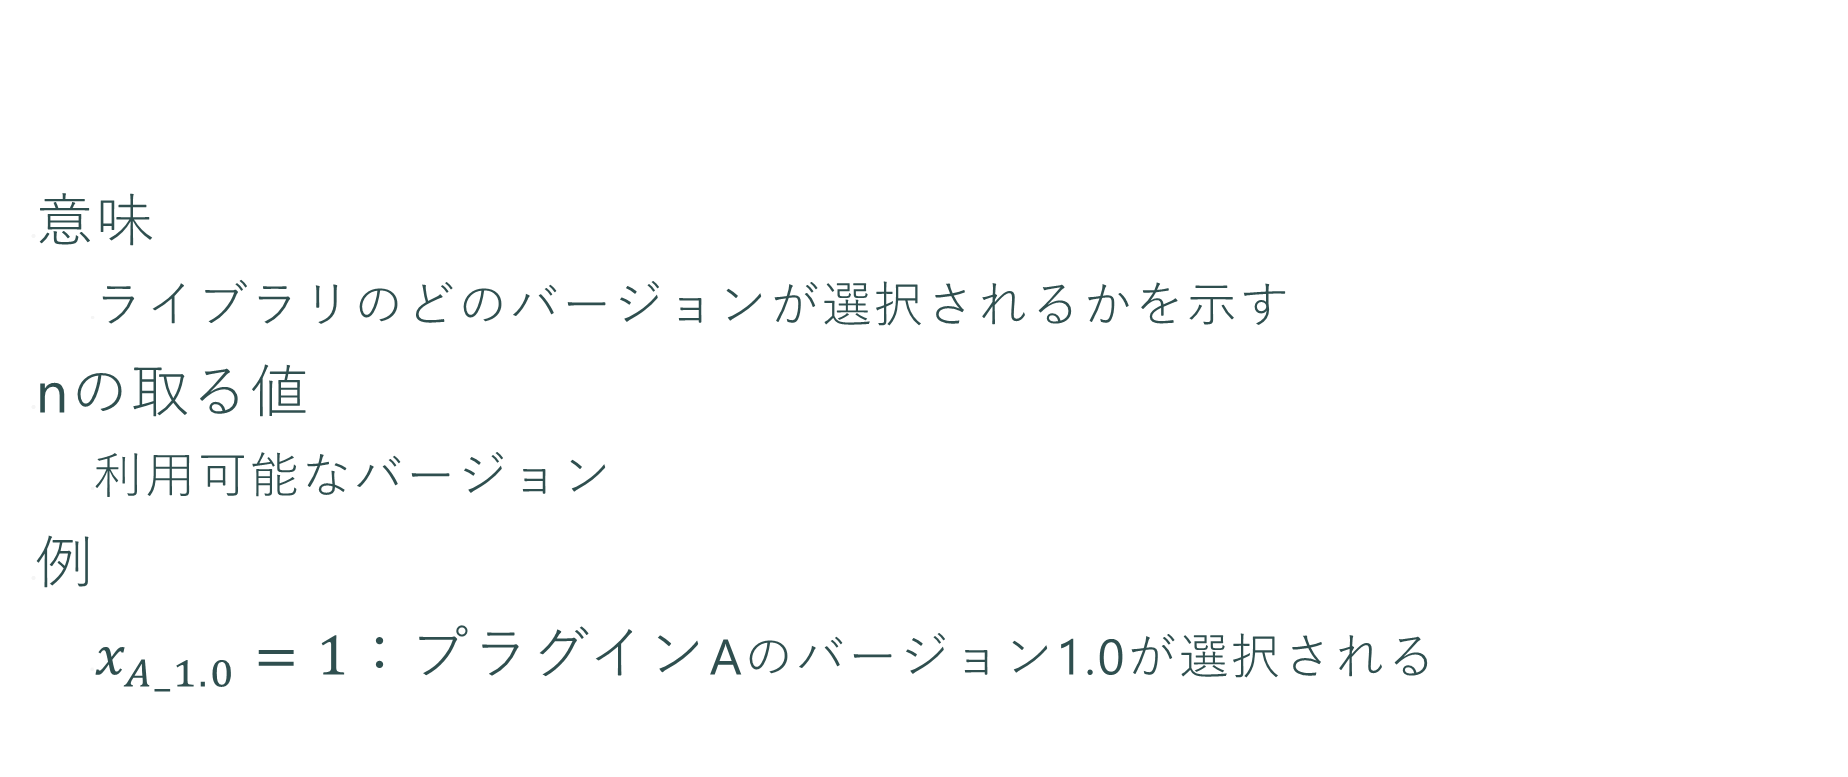 意味
ライブラリのどのバージョンが選択されるかを示す
nの取る値
利用可能なバージョン
例
x_{A_1.0} = 1：プラグインAのバージョン1.0が選択される